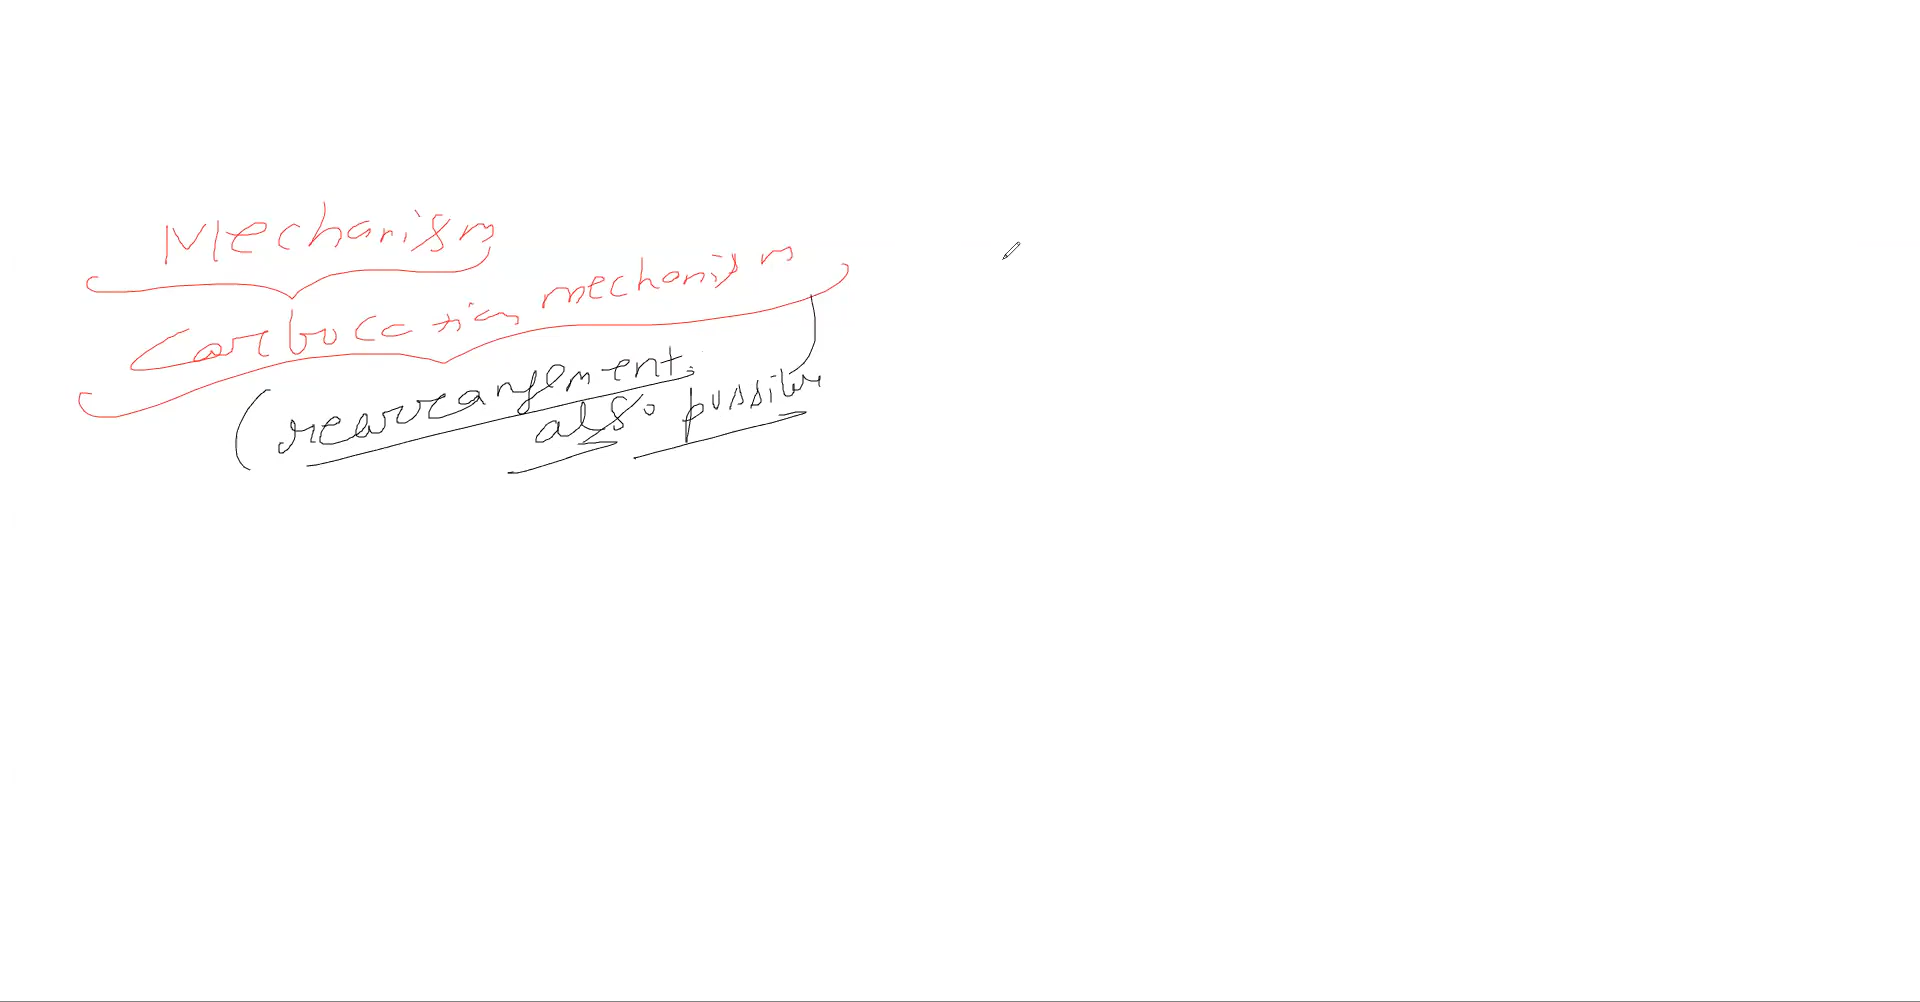 Mechanism
Carbocation mechanism
(rearrangement
also possible